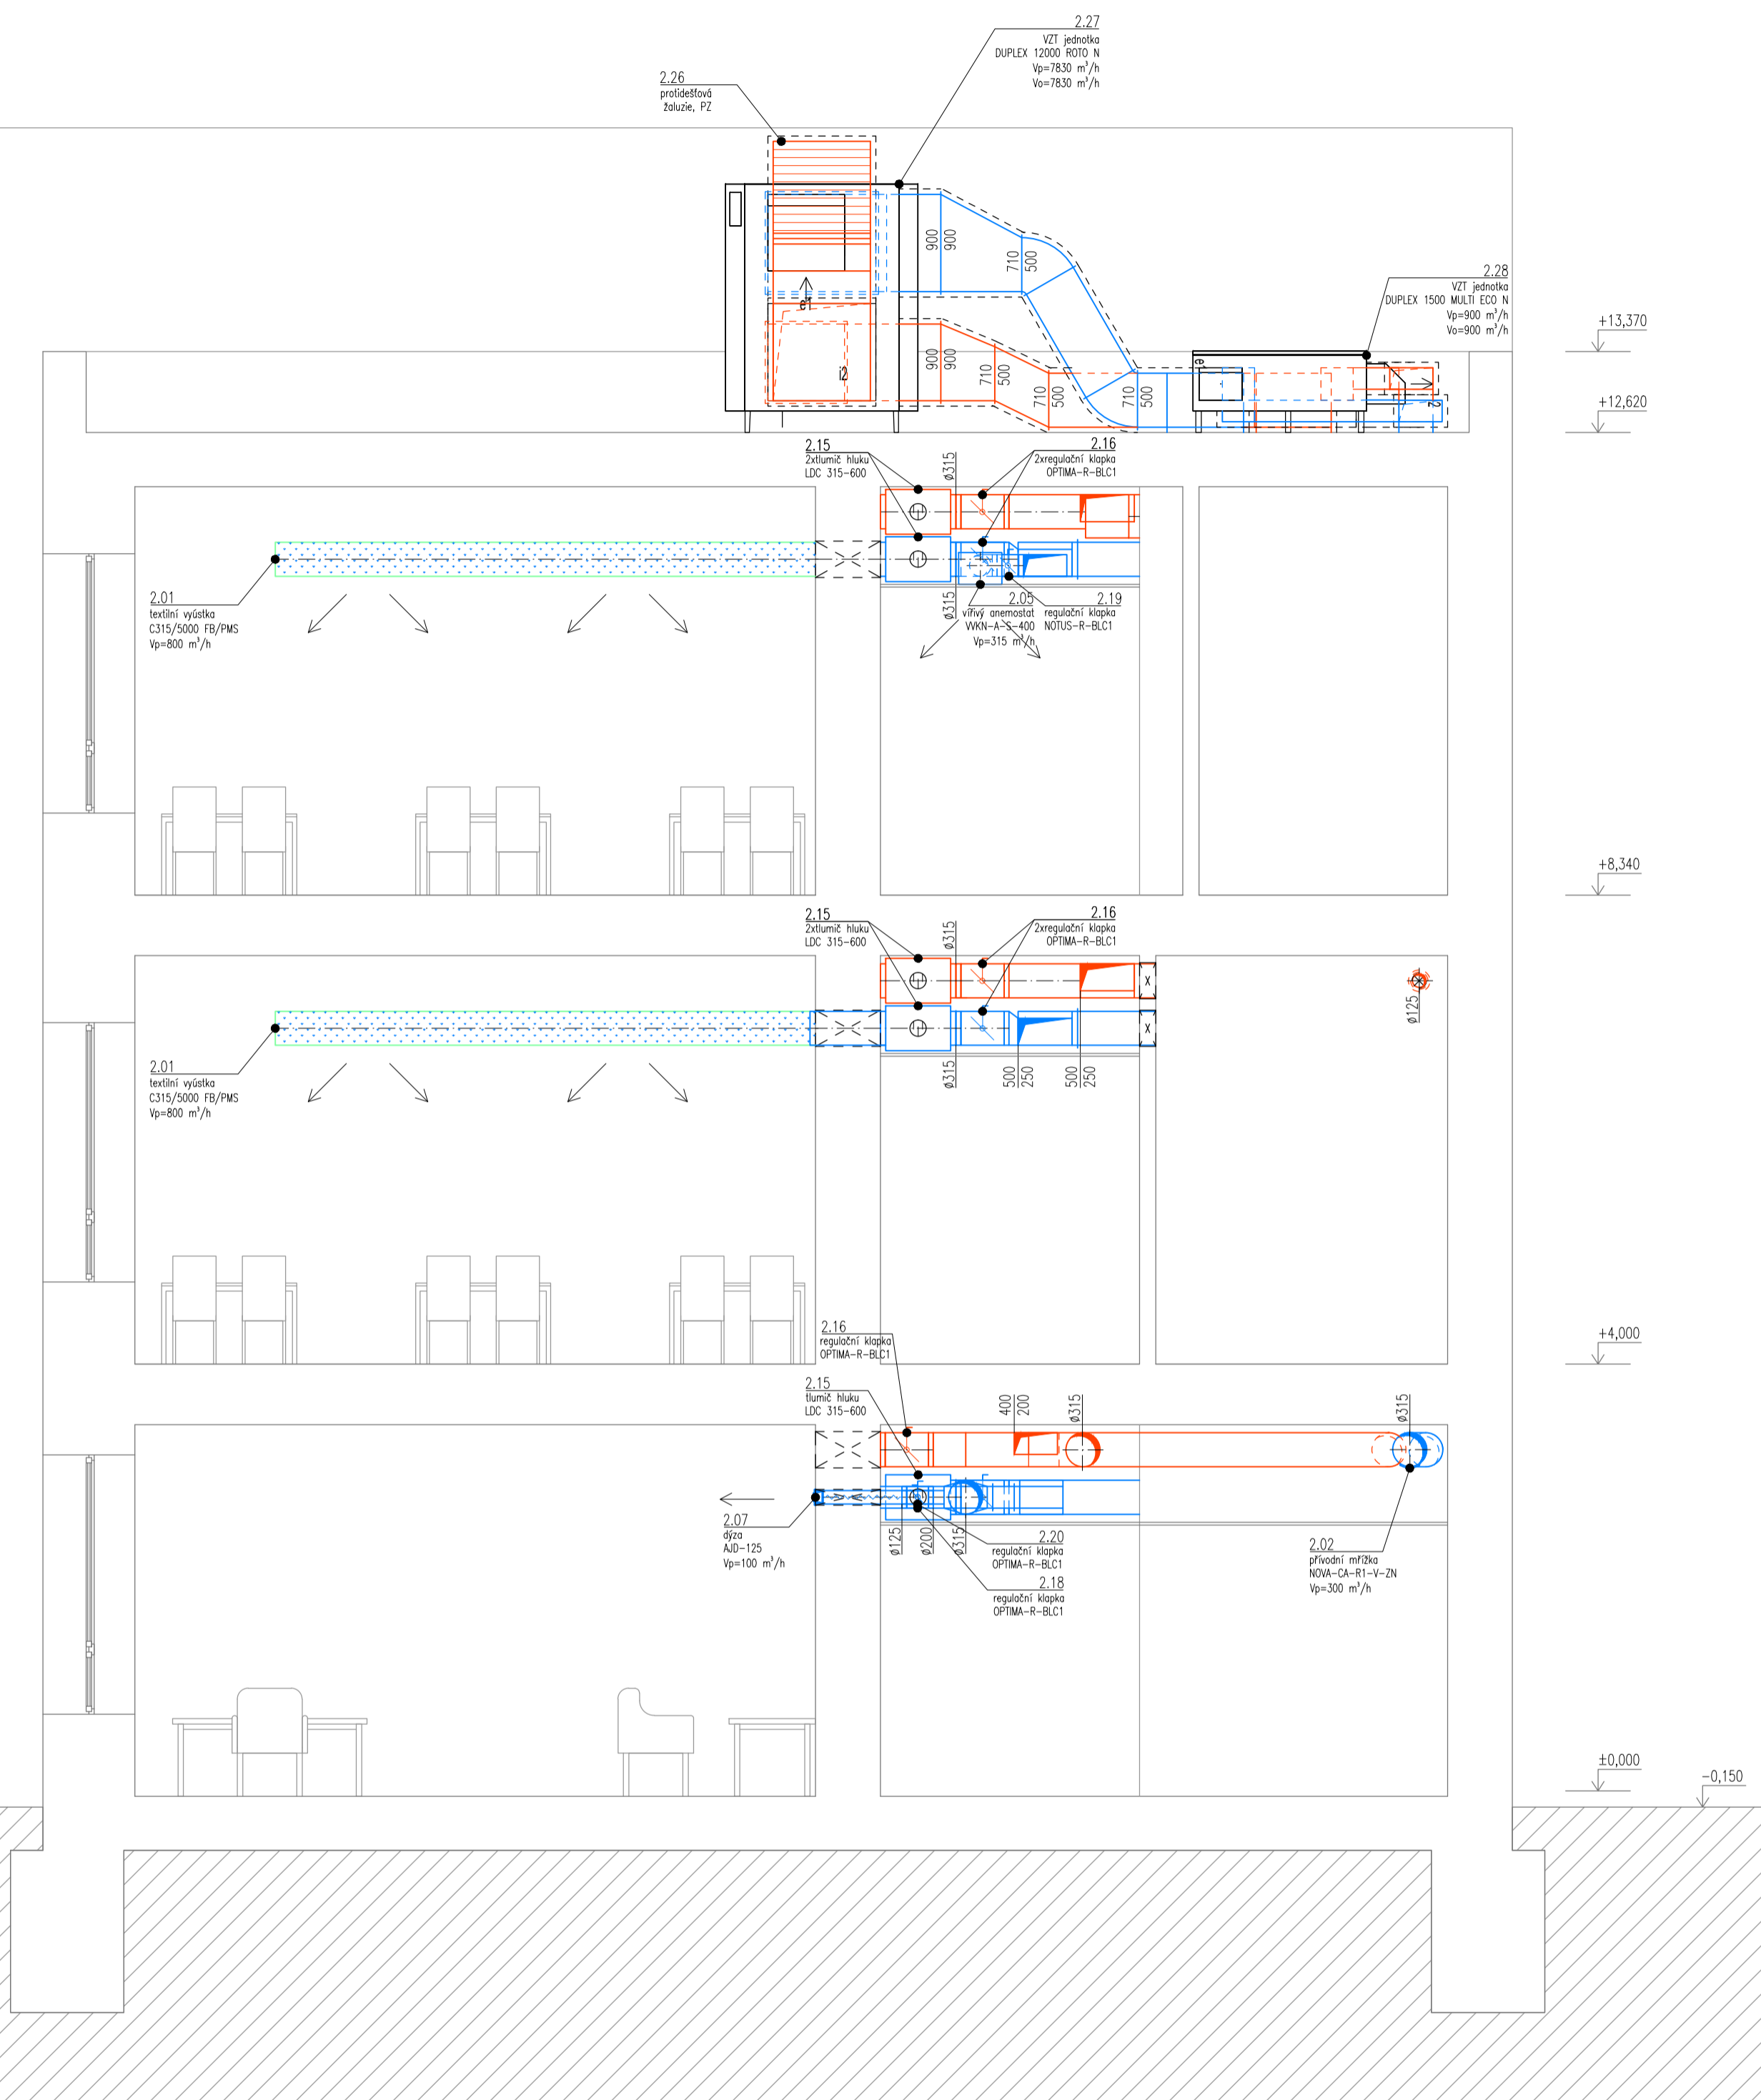 2.27
VZT jednotka
DUPLEX 12000 ROTO N
Vp=7830 m³/h
Vo=7830 m³/h
2.26
protidešťová
žaluzie, PZ
900
900
710
500
e1
i2
900
900
710
500
710
500
710
500
2.28
VZT jednotka
DUPLEX 1500 MULTI ECO N
Vp=900 m³/h
Vo=900 m³/h
+13,370
+12,620
2.15
2xtlumič hluku
LDC 315-600
ø315
2.16
2xregulační klapka
OPTIMA-R-BLC1
2.01
textilní vyústka
C315/5000 FB/PMS
Vp=800 m³/h
ø315
2.05
vířivý anemostat
VVKN-A-S-400
Vp=315 m³/h
2.19
regulační klapka
NOTUS-R-BLC1
+8,340
2.15
2xtlumič hluku
LDC 315-600
ø315
2.16
2xregulační klapka
OPTIMA-R-BLC1
ø125
2.01
textilní vyústka
C315/5000 FB/PMS
Vp=800 m³/h
ø315
500
250
500
250
2.16
regulační klapka
OPTIMA-R-BLC1
+4,000
2.15
tlumič hluku
LDC 315-600
400
200
ø315
ø315
2.07
dýza
AJD-125
Vp=100 m³/h
ø125
ø200
ø315
2.20
regulační klapka
OPTIMA-R-BLC1
2.18
regulační klapka
OPTIMA-R-BLC1
2.02
přívodní mřížka
NOVA-CA-R1-V-ZN
Vp=300 m³/h
±0,000
-0,150